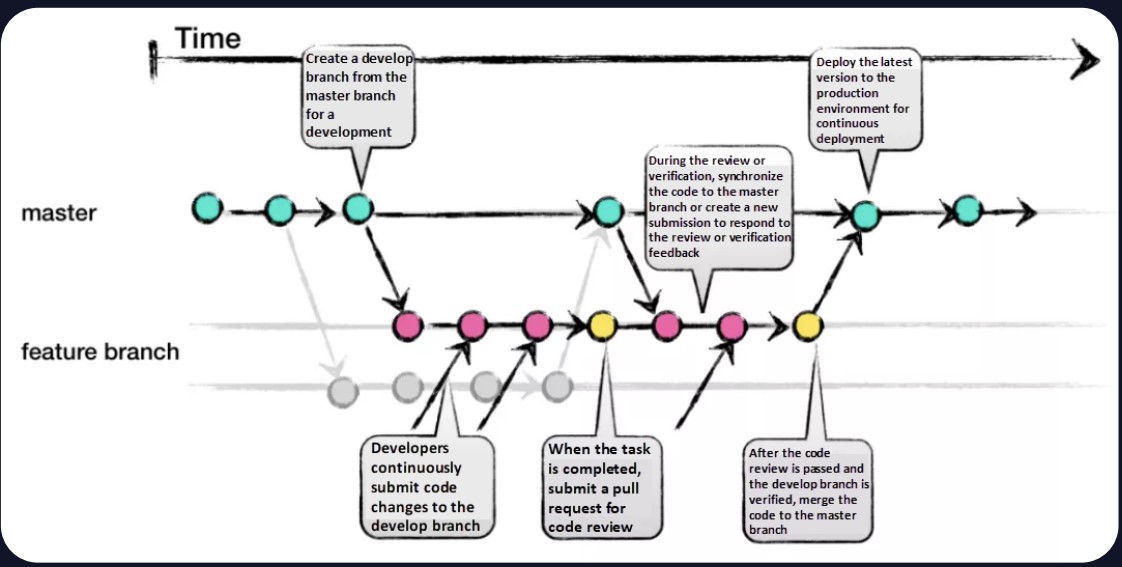 Time
Create a develop
branch from the
master branch
for a
development
Deploy the latest
version to the
production
environment for
continuous
deployment
During the review or
verification, synchronize
the code to the master
branch or create a new
submission to respond to
the review or verification
feedback
master
feature branch
Developers
continuously
submit code
changes to the
develop branch
When the task
is completed,
submit a pull
request for
code review
After the code
review is passed and
the develop branch is
verified, merge the
code to the master
branch